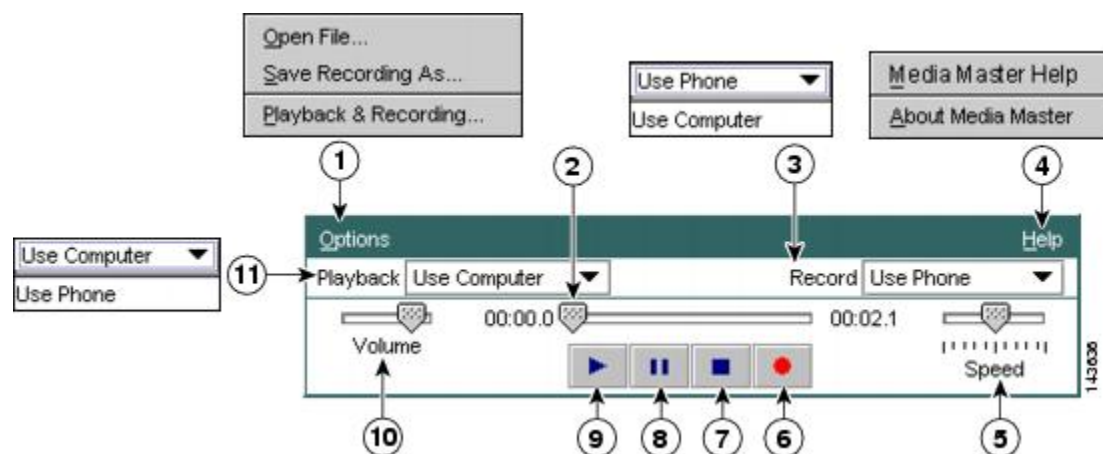 Open File...
Save Recording As...
Playback & Recording...
Use Phone
Use Computer
Media Master Help
About Media Master
1
2
3
4
Use Computer
Use Phone
11
Options
Help
Playback Use Computer
Record Use Phone
00:00.0
00:02.1
Volume
Speed
10
9
8
7
6
5
143636